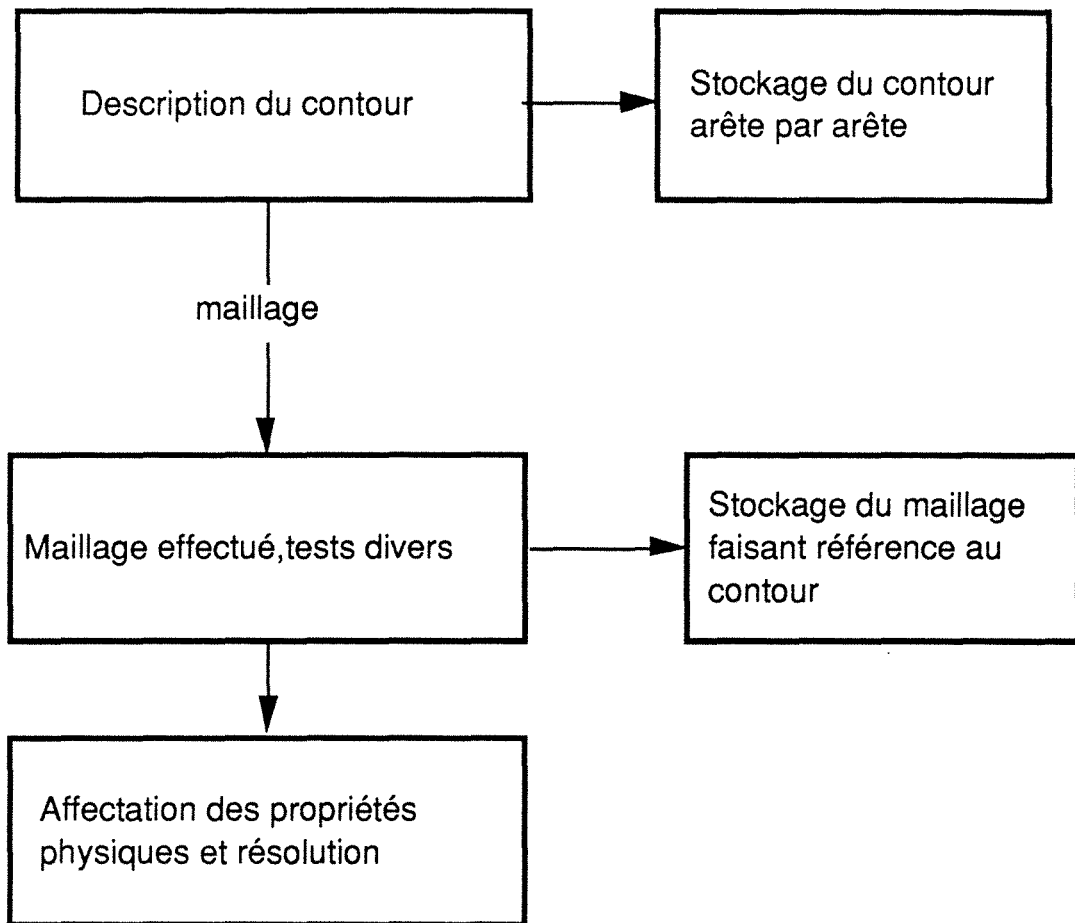 Description du contour
Stockage du contour
arête par arête
maillage
Maillage effectué,tests divers
Stockage du maillage
faisant référence au
contour
Affectation des propriétés
physiques et résolution